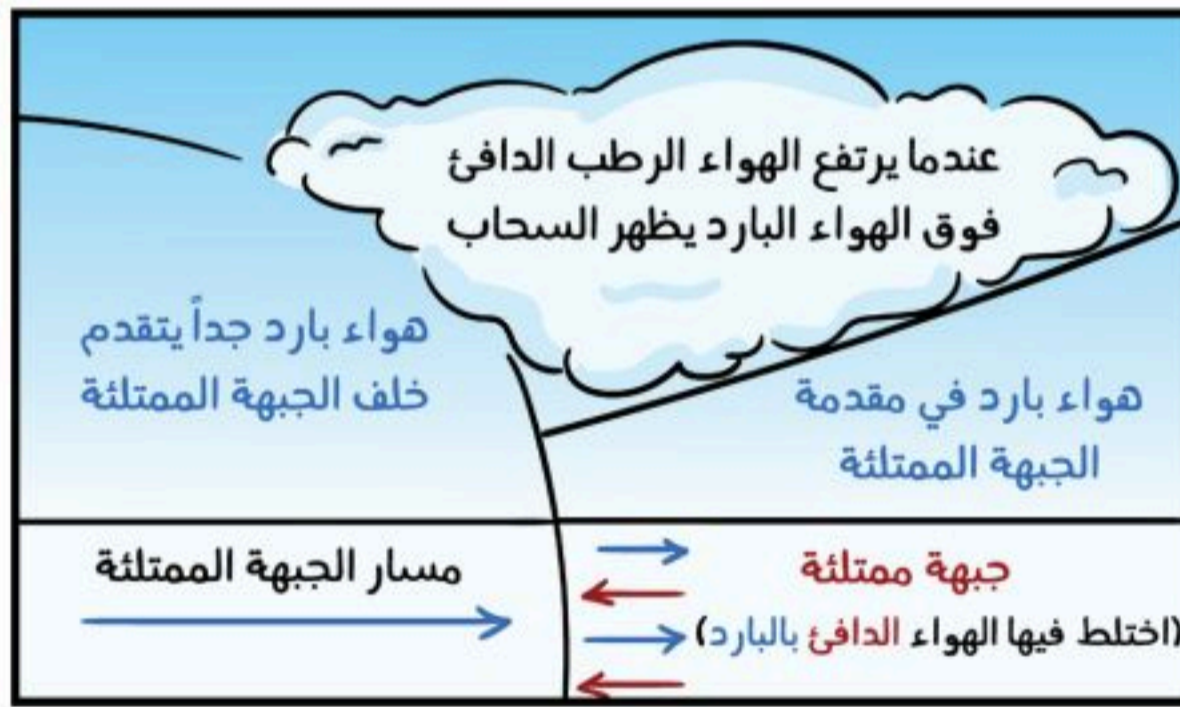 عندما يرتفع الهواء الرطب الدافئ
فوق الهواء البارد يظهر السحاب
هواء بارد في مقدمة
الجبهة الممتلئة
هواء بارد جداً يتقدم
خلف الجبهة الممتلئة
جبهة ممتلئة
(اختلط فيها الهواء الدافئ بالبارد)
مسار الجبهة الممتلئة